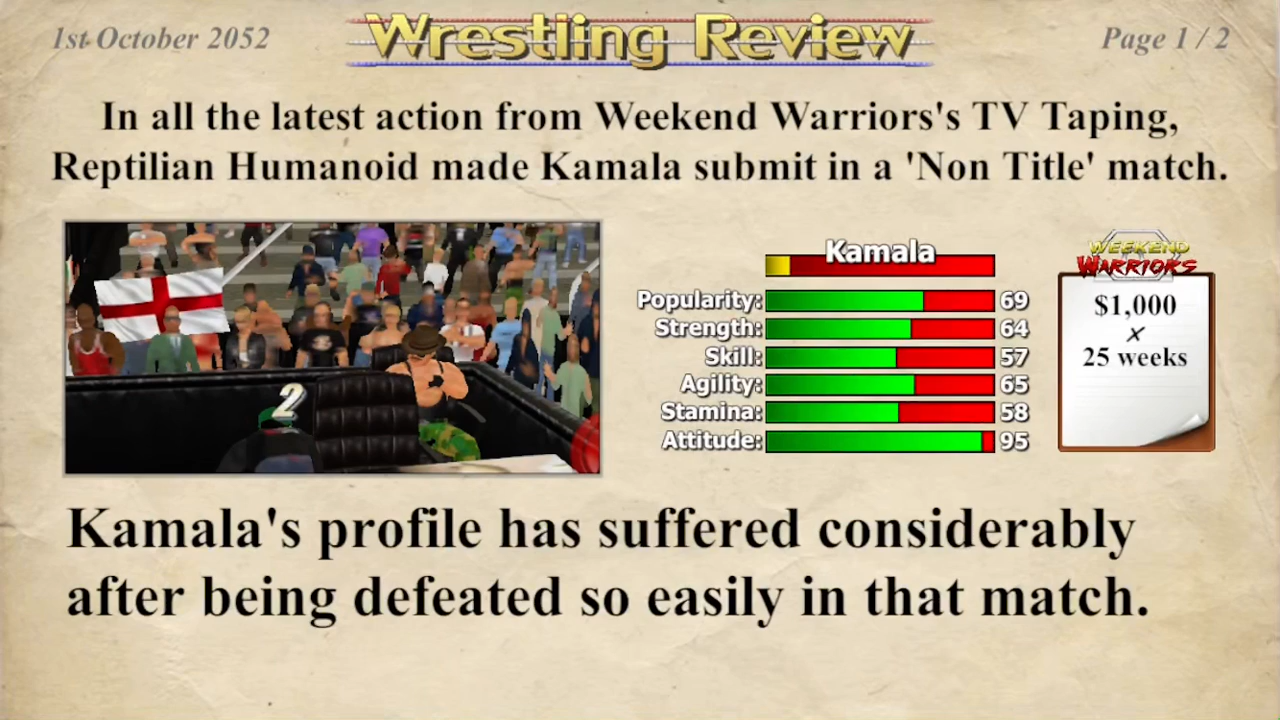 1st October 2052
Wrestling Review
Page 1 / 2
In all the latest action from Weekend Warriors's TV Taping,
Reptilian Humanoid made Kamala submit in a 'Non Title' match.
2
Kamala
Popularity: 69
Strength: 64
Skill: 57
Agility: 65
Stamina: 58
Attitude: 95
WEEKEND
WARRIORS
$1,000
×
25 weeks
Kamala's profile has suffered considerably
after being defeated so easily in that match.